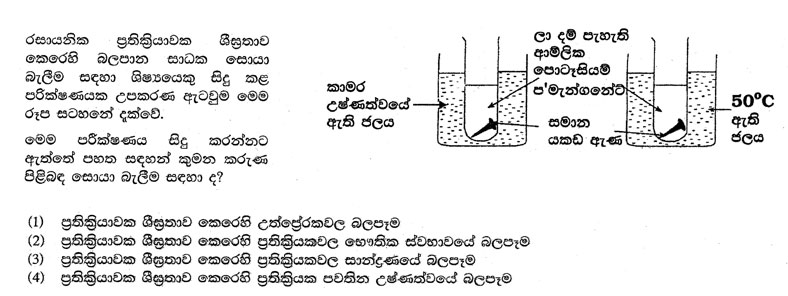 රසායනික ප්‍රතික්‍රියාවක ශීඝ්‍රතාව
කෙරෙහි බලපාන සාධක සොයා
බැලීම සඳහා ශිෂ්‍යයෙකු සිදු කළ
පරීක්ෂණයක උපකරණ ඇටවුම මෙම
රූප සටහනේ දැක්වේ.
මෙම පරීක්ෂණය සිදු කරන්නට
ඇත්තේ පහත සඳහන් කුමන කරුණ
පිළිබඳ සොයා බැලීම සඳහා ද?
කාමර
උෂ්ණත්වයේ
ඇති ජලය
ලා දම් පැහැති
ආම්ලික
පොටෑසියම්
ප'මැන්ගනේට්
සමාන
යකඩ ඇණ
50°C
ඇති
ජලය
(1) ප්‍රතික්‍රියාවක ශීඝ්‍රතාව කෙරෙහි උත්ප්‍රේරකවල බලපෑම
(2) ප්‍රතික්‍රියාවක ශීඝ්‍රතාව කෙරෙහි ප්‍රතික්‍රියකවල භෞතික ස්වභාවයේ බලපෑම
(3) ප්‍රතික්‍රියාවක ශීඝ්‍රතාව කෙරෙහි ප්‍රතික්‍රියකවල සාන්ද්‍රණයේ බලපෑම
(4) ප්‍රතික්‍රියාවක ශීඝ්‍රතාව කෙරෙහි ප්‍රතික්‍රියක පවතින උෂ්ණත්වයේ බලපෑම